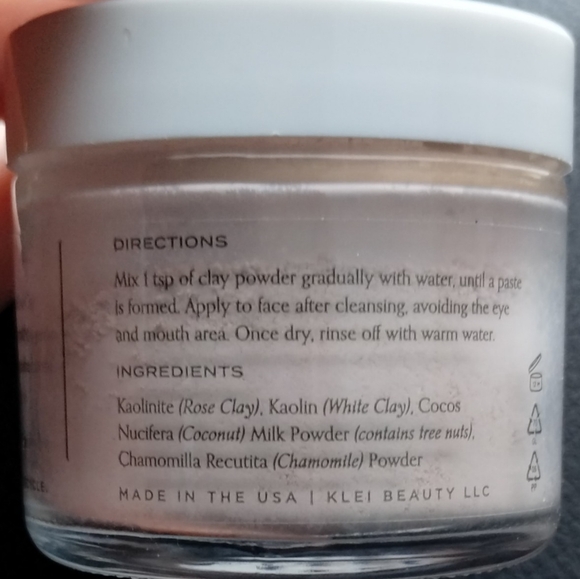 DIRECTIONS
Mix 1 tsp of clay powder gradually with water, until a paste
is formed. Apply to face after cleansing, avoiding the eye
and mouth area. Once dry, rinse off with warm water.
INGREDIENTS
Kaolinite (Rose Clay), Kaolin (White Clay), Cocos
Nucifera (Coconut) Milk Powder (contains tree nuts),
Chamomilla Recutita (Chamomile) Powder
MADE IN THE USA | KLEI BEAUTY LLC